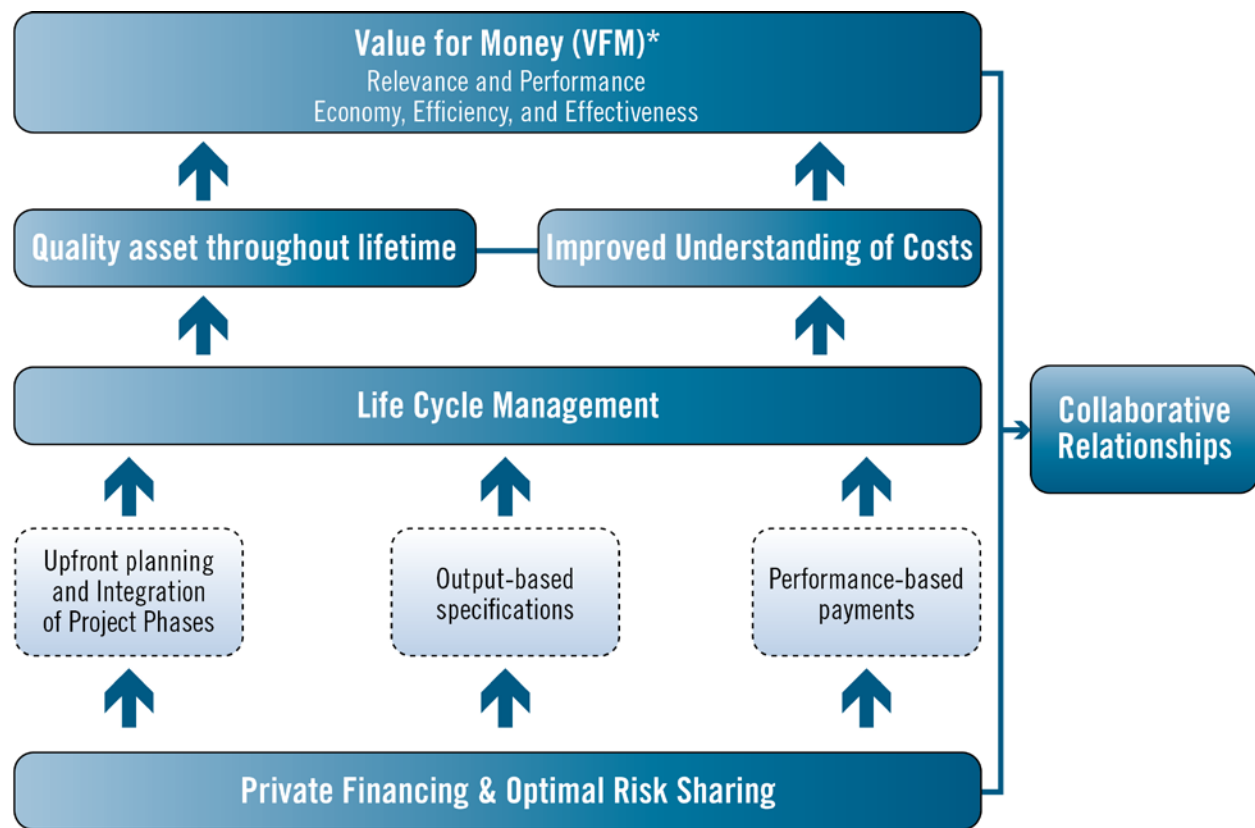 Value for Money (VFM)*
Relevance and Performance
Economy, Efficiency, and Effectiveness
Quality asset throughout lifetime
Improved Understanding of Costs
Life Cycle Management
Collaborative
Relationships
Upfront planning
and Integration
of Project Phases
Output-based
specifications
Performance-based
payments
Private Financing & Optimal Risk Sharing